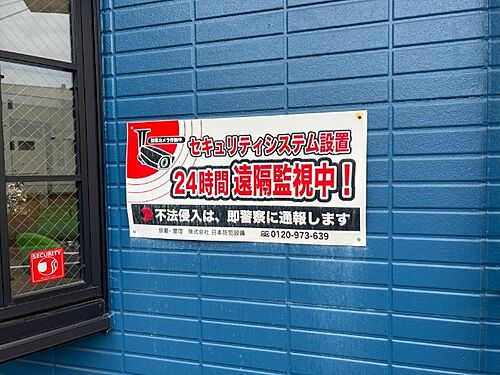 防犯カメラ作動中
セキュリティシステム設置
24時間 遠隔監視中!
不法侵入は、即警察に通報します
設置・管理 株式会社 日本防犯設備 0120-973-639
SECURITY